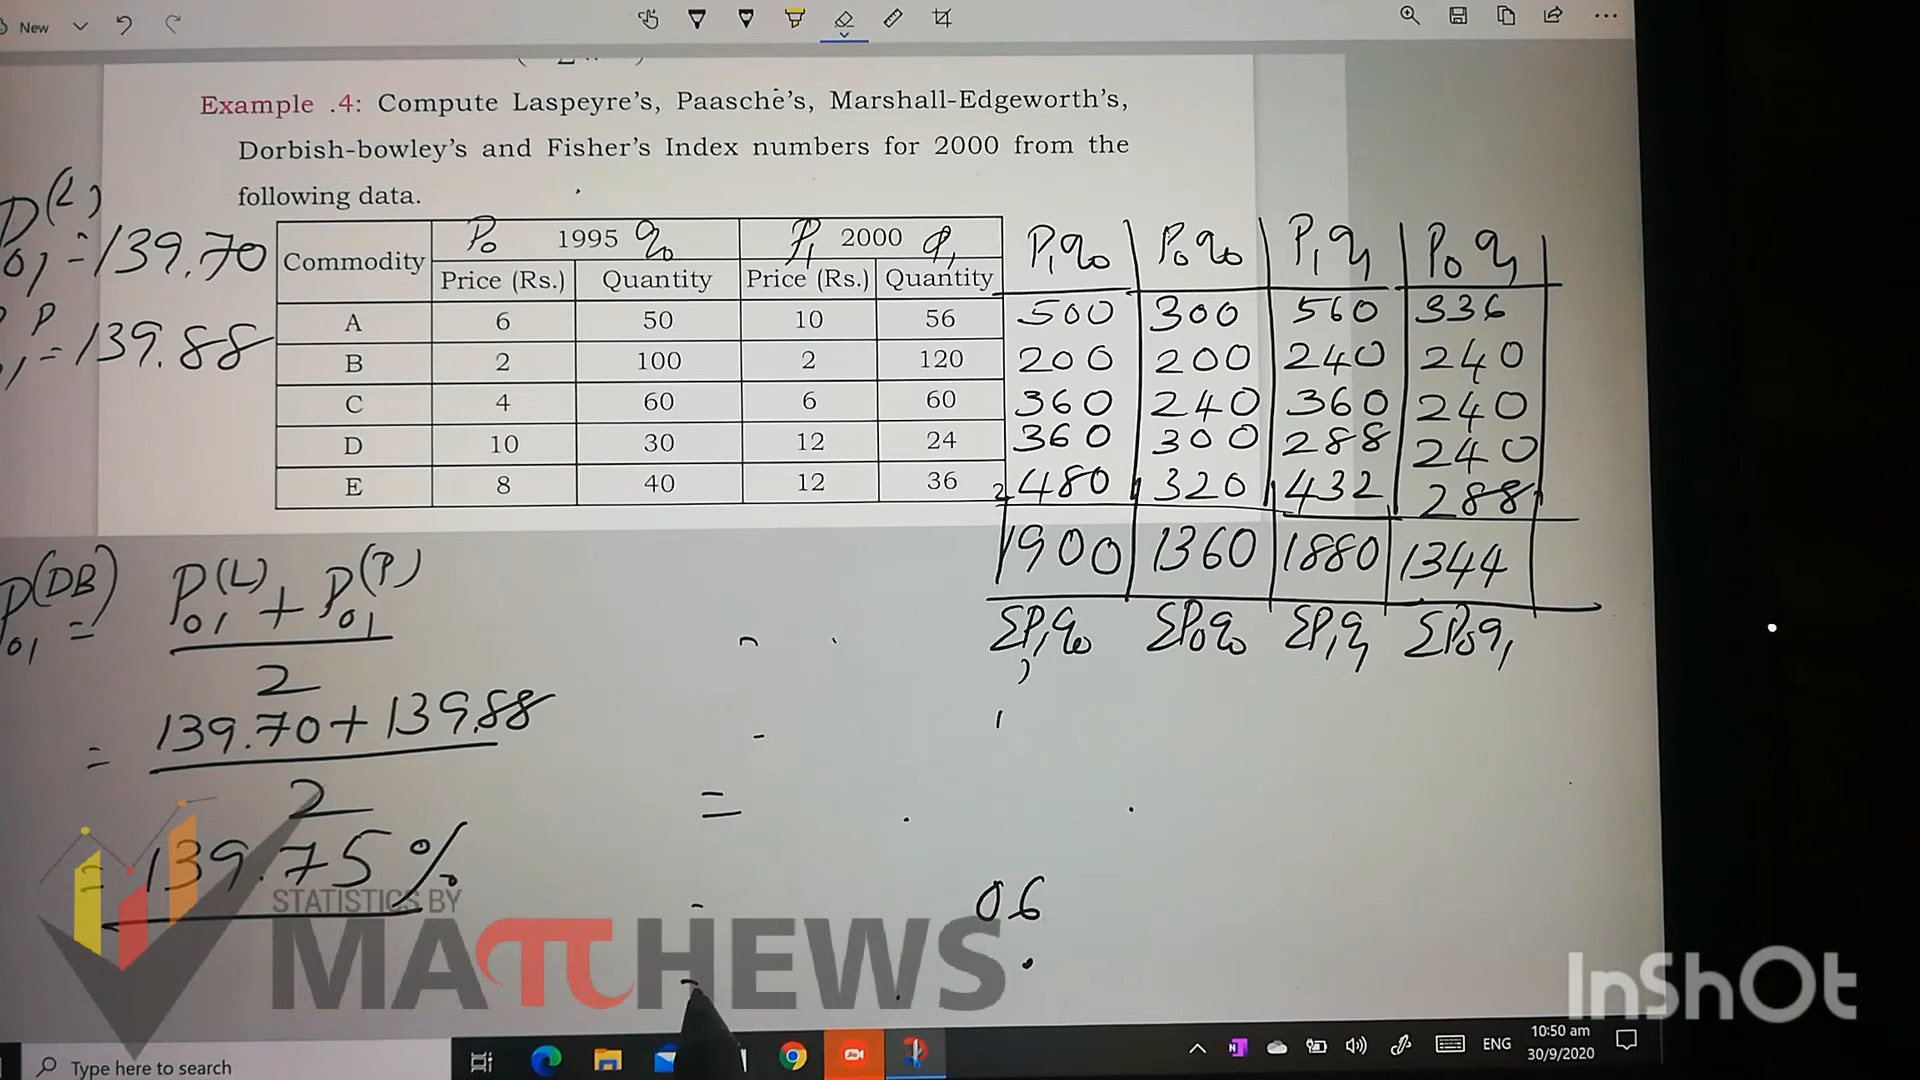 New
Example .4: Compute Laspeyre's, Paasche's, Marshall-Edgeworth's,
Dorbish-bowley's and Fisher's Index numbers for 2000 from the
following data.
Commodity P₀ 1995 q₀ P₁ 2000 q₁ P₁q₀ P₀q₀ P₁q₁ P₀q₁
Price (Rs.) Quantity Price (Rs.) Quantity
A 6 50 10 56 500 300 560 336
B 2 100 2 120 200 200 240 240
C 4 60 6 60 360 240 360 240
D 10 30 12 24 360 300 288 240
E 8 40 12 36 480 320 432 288
1900 1360 1880 1344
ΣP₁q₀ ΣP₀q₀ ΣP₁q₁ ΣP₀q₁
P₀₁(L) = 139.70
P = 139.88
P₀₁(DB) = P₀₁(L) + P₀₁(P)
2
= 139.70 + 139.88
2
= 139.75 %
06
STATISTICS BY
MAπHEWS
InShOt
Type here to search
ENG
10:50 am
30/9/2020